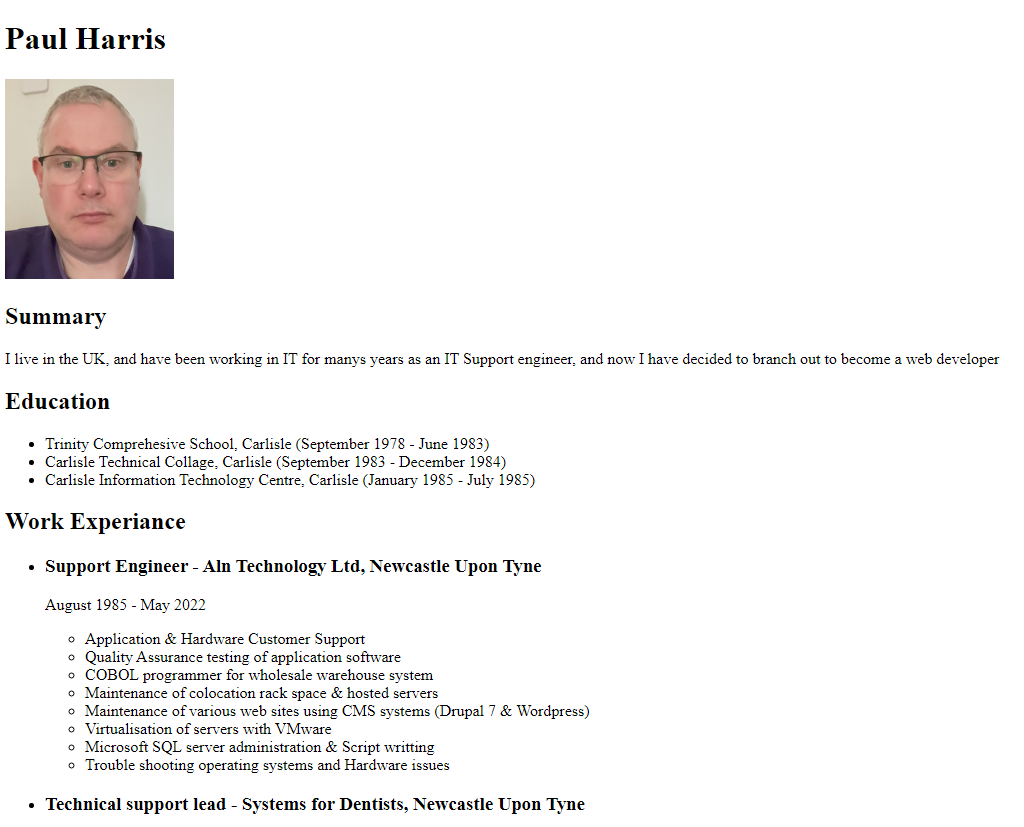 Paul Harris
Summary
I live in the UK, and have been working in IT for manys years as an IT Support engineer, and now I have decided to branch out to become a web developer
Education
Trinity Comprehesive School, Carlisle (September 1978 - June 1983)
Carlisle Technical Collage, Carlisle (September 1983 - December 1984)
Carlisle Information Technology Centre, Carlisle (January 1985 - July 1985)
Work Experiance
Support Engineer - Aln Technology Ltd, Newcastle Upon Tyne
August 1985 - May 2022
Application & Hardware Customer Support
Quality Assurance testing of application software
COBOL programmer for wholesale warehouse system
Maintenance of colocation rack space & hosted servers
Maintenance of various web sites using CMS systems (Drupal 7 & Wordpress)
Virtualisation of servers with VMware
Microsoft SQL server administration & Script writting
Trouble shooting operating systems and Hardware issues
Technical support lead - Systems for Dentists, Newcastle Upon Tyne